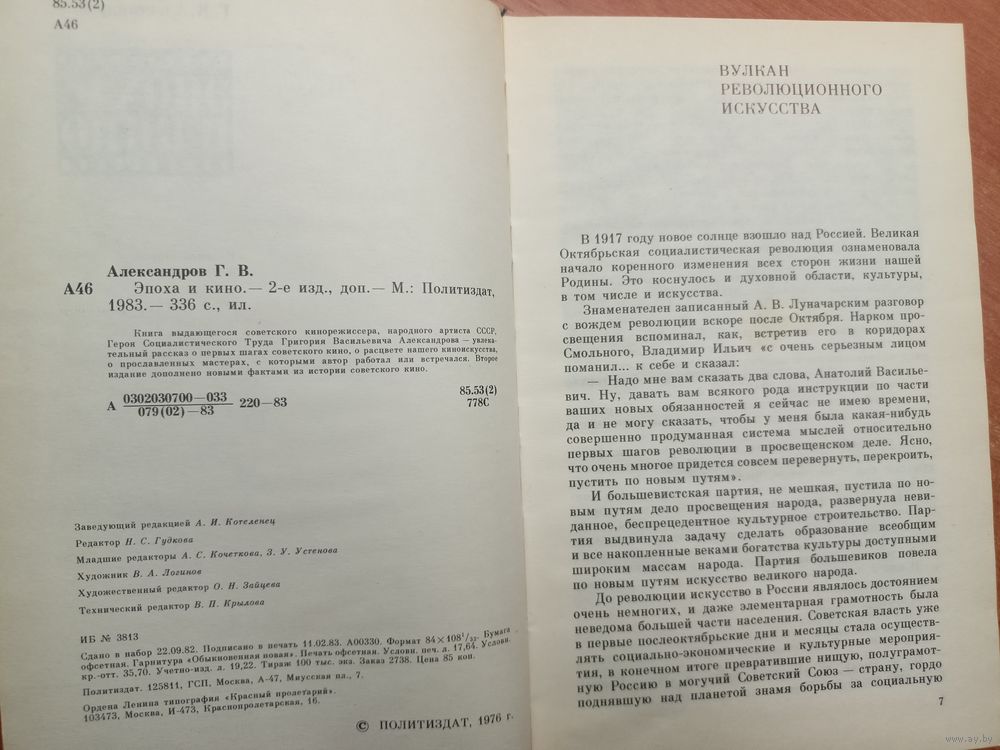 85.53(2)
А46
Александров Г. В.
А46 Эпоха и кино.— 2-е изд., доп.— М.: Политиздат,
1983.— 336 с., ил.
Книга выдающегося советского кинорежиссера, народного артиста СССР,
Героя Социалистического Труда Григория Васильевича Александрова — увлека-
тельный рассказ о первых шагах советского кино, о расцвете нашего киноискусства,
о прославленных мастерах, с которыми автор работал или встречался. Второе
издание дополнено новыми фактами из истории советского кино.
А 0302030700—033
079(02)—83 220—83
85.53(2)
778С
Заведующий редакцией А. И. Котеленец
Редактор Н. С. Гудкова
Младшие редакторы А. С. Кочеткова, З. У. Устенова
Художник В. А. Логинов
Художественный редактор О. Н. Зайцева
Технический редактор В. П. Крылова
ИБ № 3813
Сдано в набор 22.09.82. Подписано в печать 11.02.83. А00330. Формат 84×108¹/₃₂. Бумага
офсетная. Гарнитура «Обыкновенная новая». Печать офсетная. Условн. печ. л. 17,64. Условн.
кр.-отт. 35,70. Учетно-изд. л. 19,22. Тираж 100 тыс. экз. Заказ 2738. Цена 85 коп.
Политиздат. 125811, ГСП, Москва, А-47, Миусская пл., 7.
Ордена Ленина типография «Красный пролетарий».
103473, Москва, И-473, Краснопролетарская, 16.
© ПОЛИТИЗДАТ, 1976 г.
ВУЛКАН
РЕВОЛЮЦИОННОГО
ИСКУССТВА
В 1917 году новое солнце взошло над Россией. Великая
Октябрьская социалистическая революция ознаменовала
начало коренного изменения всех сторон жизни нашей
Родины. Это коснулось и духовной области, культуры,
в том числе и искусства.
Знаменателен записанный А. В. Луначарским разговор
с вождем революции вскоре после Октября. Нарком про-
свещения вспоминал, как, встретив его в коридорах
Смольного, Владимир Ильич «с очень серьезным лицом
поманил... к себе и сказал:
— Надо мне вам сказать два слова, Анатолий Василье-
вич. Ну, давать вам всякого рода инструкции по части
ваших новых обязанностей я сейчас не имею времени,
да и не могу сказать, чтобы у меня была какая-нибудь
совершенно продуманная система мыслей относительно
первых шагов революции в просвещенском деле. Ясно,
что очень многое придется совсем перевернуть, перекроить,
пустить по новым путям».
И большевистская партия, не мешкая, пустила по но-
вым путям дело просвещения народа, развернула неви-
данное, беспрецедентное культурное строительство. Пар-
тия выдвинула задачу сделать образование всеобщим
и все накопленные веками богатства культуры доступными
широким массам народа. Партия большевиков повела
по новым путям искусство великого народа.
До революции искусство в России являлось достоянием
очень немногих, и даже элементарная грамотность была
неведома большей части населения. Советская власть уже
в первые послеоктябрьские дни и месяцы стала осуществ-
лять социально-экономические и культурные мероприя-
тия, в конечном итоге превратившие нищую, полуграмот-
ную Россию в могучий Советский Союз — страну, гордо
поднявшую над планетой знамя борьбы за социальную
7
www.ay.by